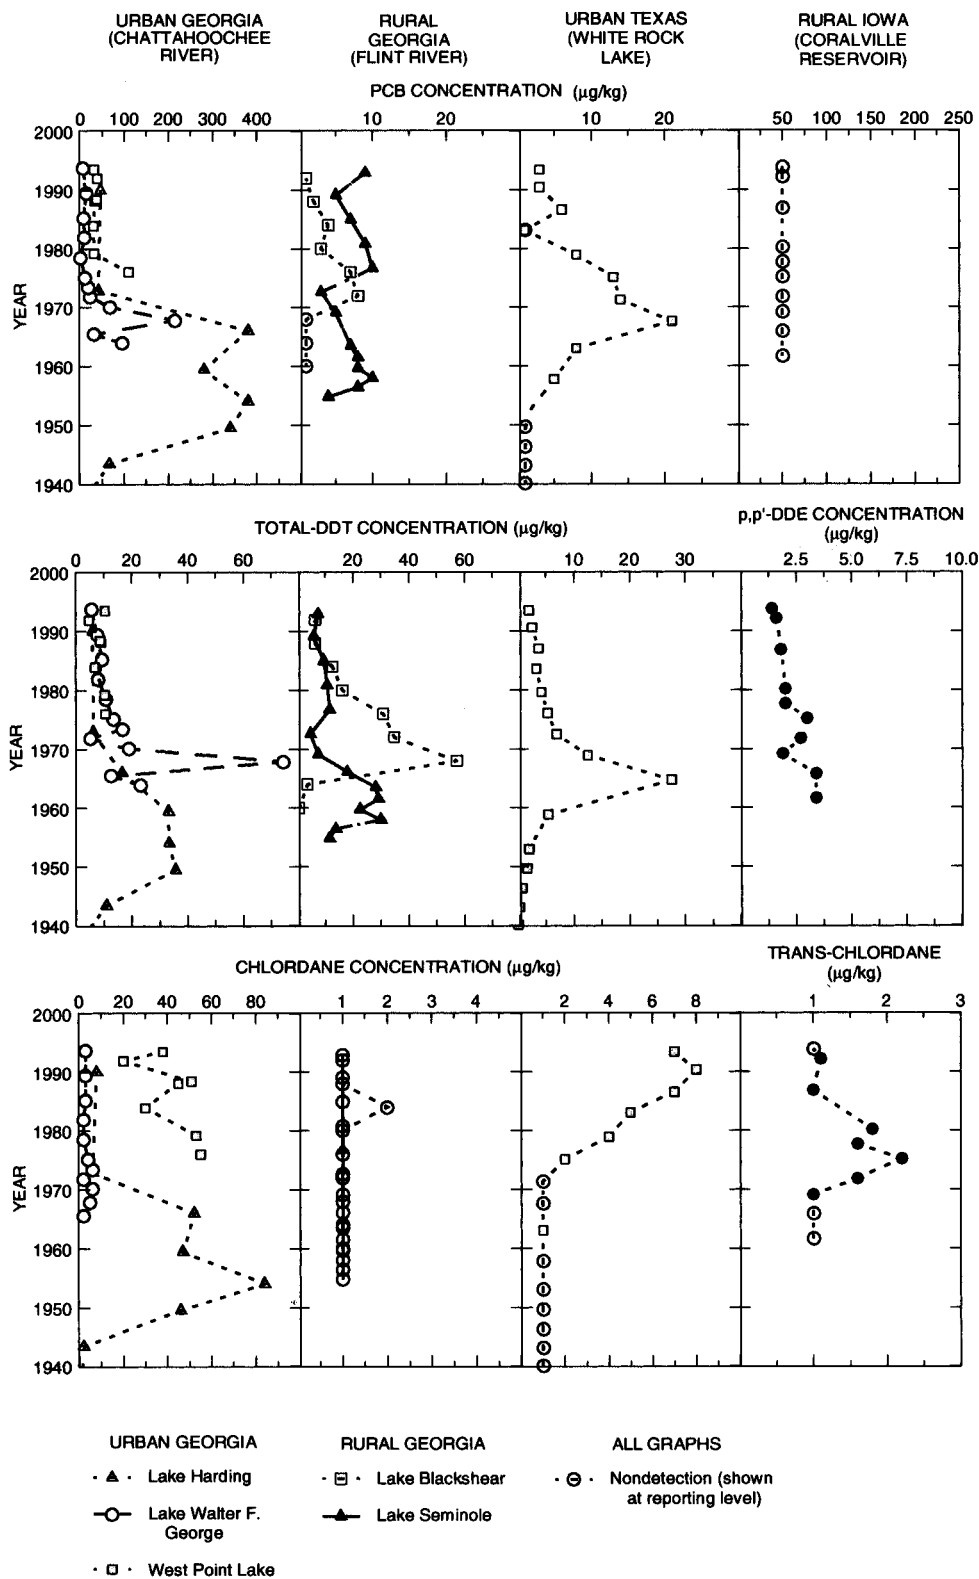 URBAN GEORGIA
(CHATTAHOOCHEE
RIVER)
RURAL
GEORGIA
(FLINT RIVER)
URBAN TEXAS
(WHITE ROCK
LAKE)
RURAL IOWA
(CORALVILLE
RESERVOIR)
PCB CONCENTRATION (µg/kg)
0 100 200 300 400
10 20
10 20
50 100 150 200 250
YEAR
2000
1990
1980
1970
1960
1950
1940
TOTAL-DDT CONCENTRATION (µg/kg)
p,p'-DDE CONCENTRATION
(µg/kg)
0 20 40 60 80
20 40 60
10 20 30
2.5 5.0 7.5 10.0
YEAR
2000
1990
1980
1970
1960
1950
1940
CHLORDANE CONCENTRATION (µg/kg)
TRANS-CHLORDANE
(µg/kg)
0 20 40 60 80
1 2 3 4
2 4 6 8
1 2 3
YEAR
2000
1990
1980
1970
1960
1950
1940
URBAN GEORGIA
Lake Harding
Lake Walter F.
George
West Point Lake
RURAL GEORGIA
Lake Blackshear
Lake Seminole
ALL GRAPHS
Nondetection (shown
at reporting level)